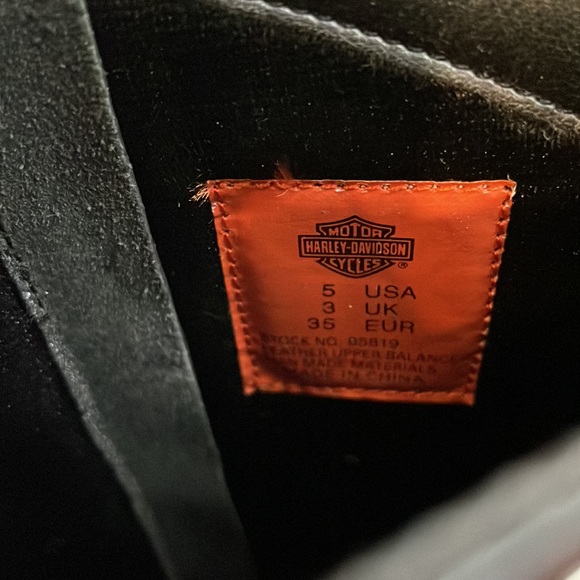 MOTOR
HARLEY-DAVIDSON
CYCLES ®
5 USA
3 UK
35 EUR
STOCK NO. 95819
LEATHER UPPER BALANCE
MADE MATERIALS
MADE IN CHINA